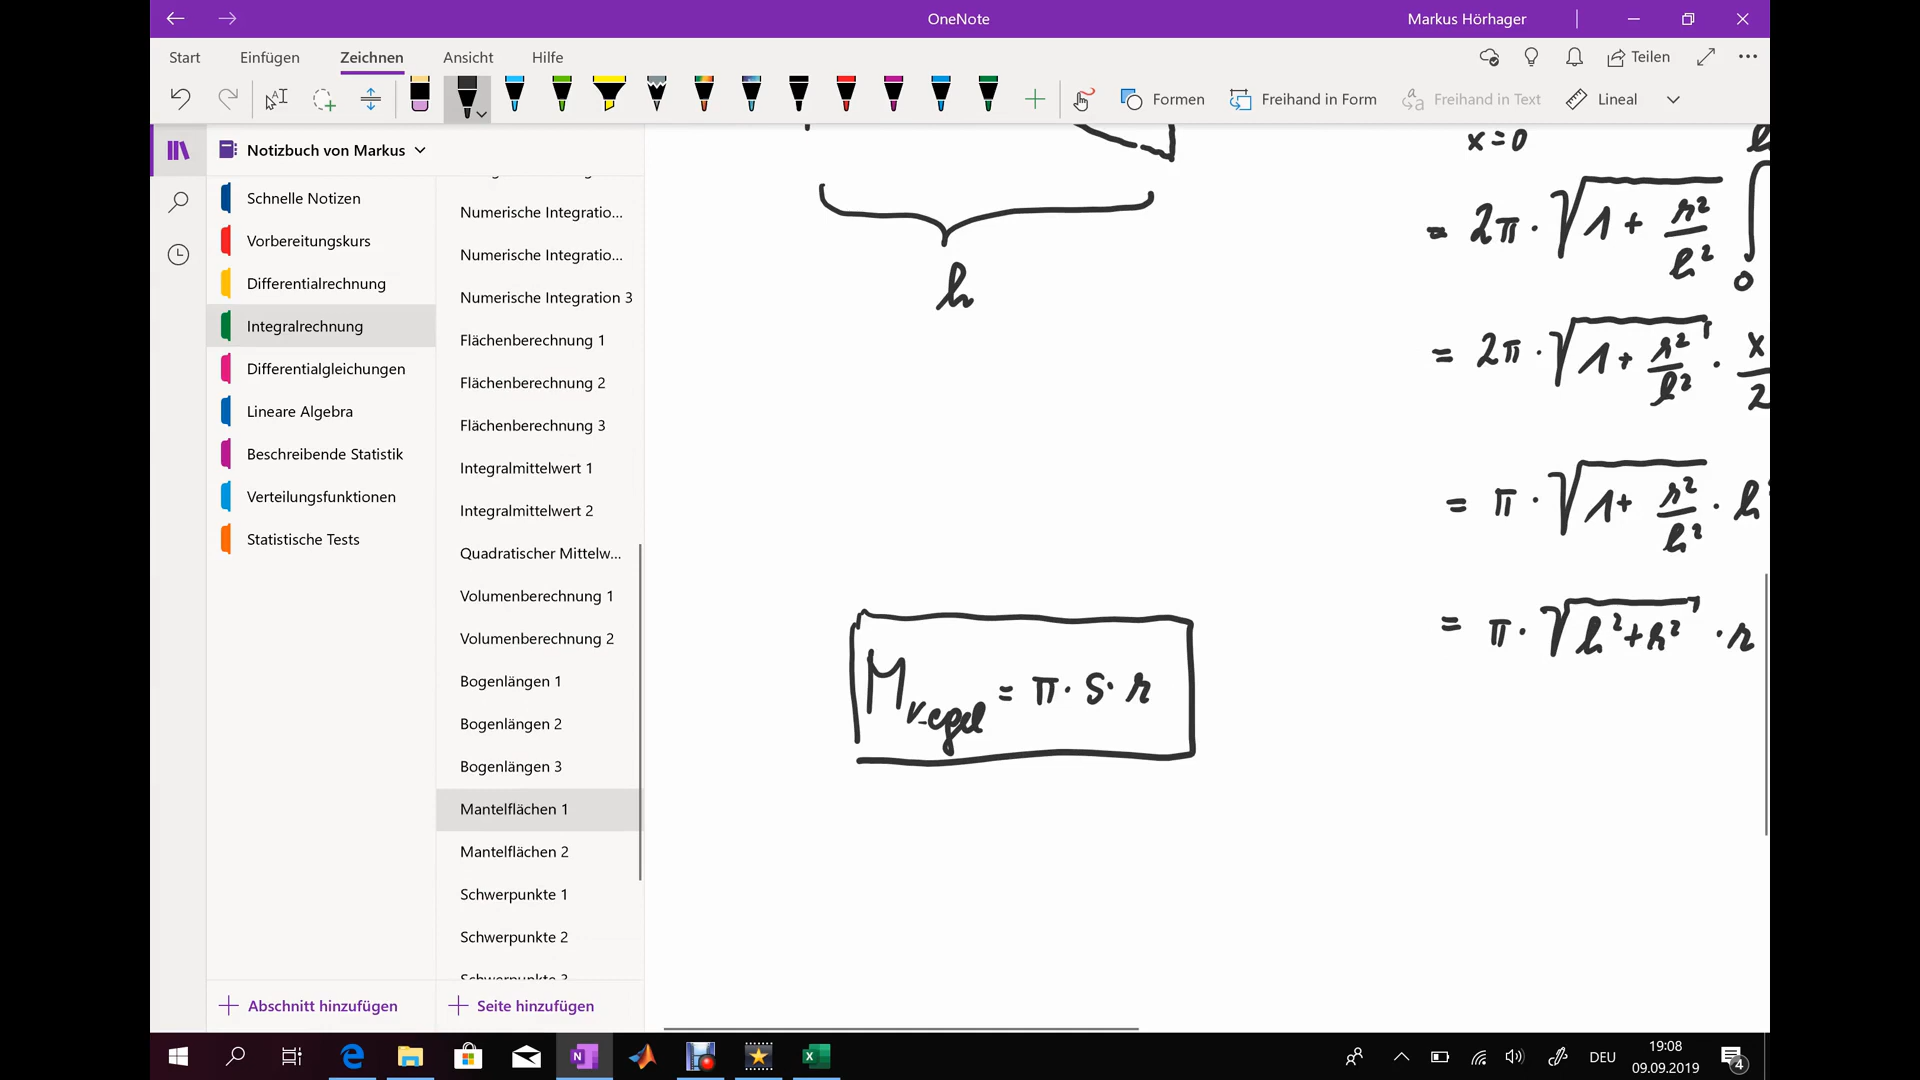 OneNote
Markus Hörhager
Start Einfügen Zeichnen Ansicht Hilfe
Teilen
Formen
Freihand in Form
Freihand in Text
Lineal
Notizbuch von Markus
Schnelle Notizen
Vorbereitungskurs
Differentialrechnung
Integralrechnung
Differentialgleichungen
Lineare Algebra
Beschreibende Statistik
Verteilungsfunktionen
Statistische Tests
Abschnitt hinzufügen
Numerische Integratio...
Numerische Integratio...
Numerische Integration 3
Flächenberechnung 1
Flächenberechnung 2
Flächenberechnung 3
Integralmittelwert 1
Integralmittelwert 2
Quadratischer Mittelw...
Volumenberechnung 1
Volumenberechnung 2
Bogenlängen 1
Bogenlängen 2
Bogenlängen 3
Mantelflächen 1
Mantelflächen 2
Schwerpunkte 1
Schwerpunkte 2
Schwerpunkte 3
Seite hinzufügen
h
M_Kegel = π · s · r
x = 0
= 2π · √(1 + r²/h²) ∫ 0
= 2π · √(1 + r²/h²) · x/2
= π · √(1 + r²/h²) · h
= π · √(h² + r²) · r
DEU
19:08
09.09.2019
4